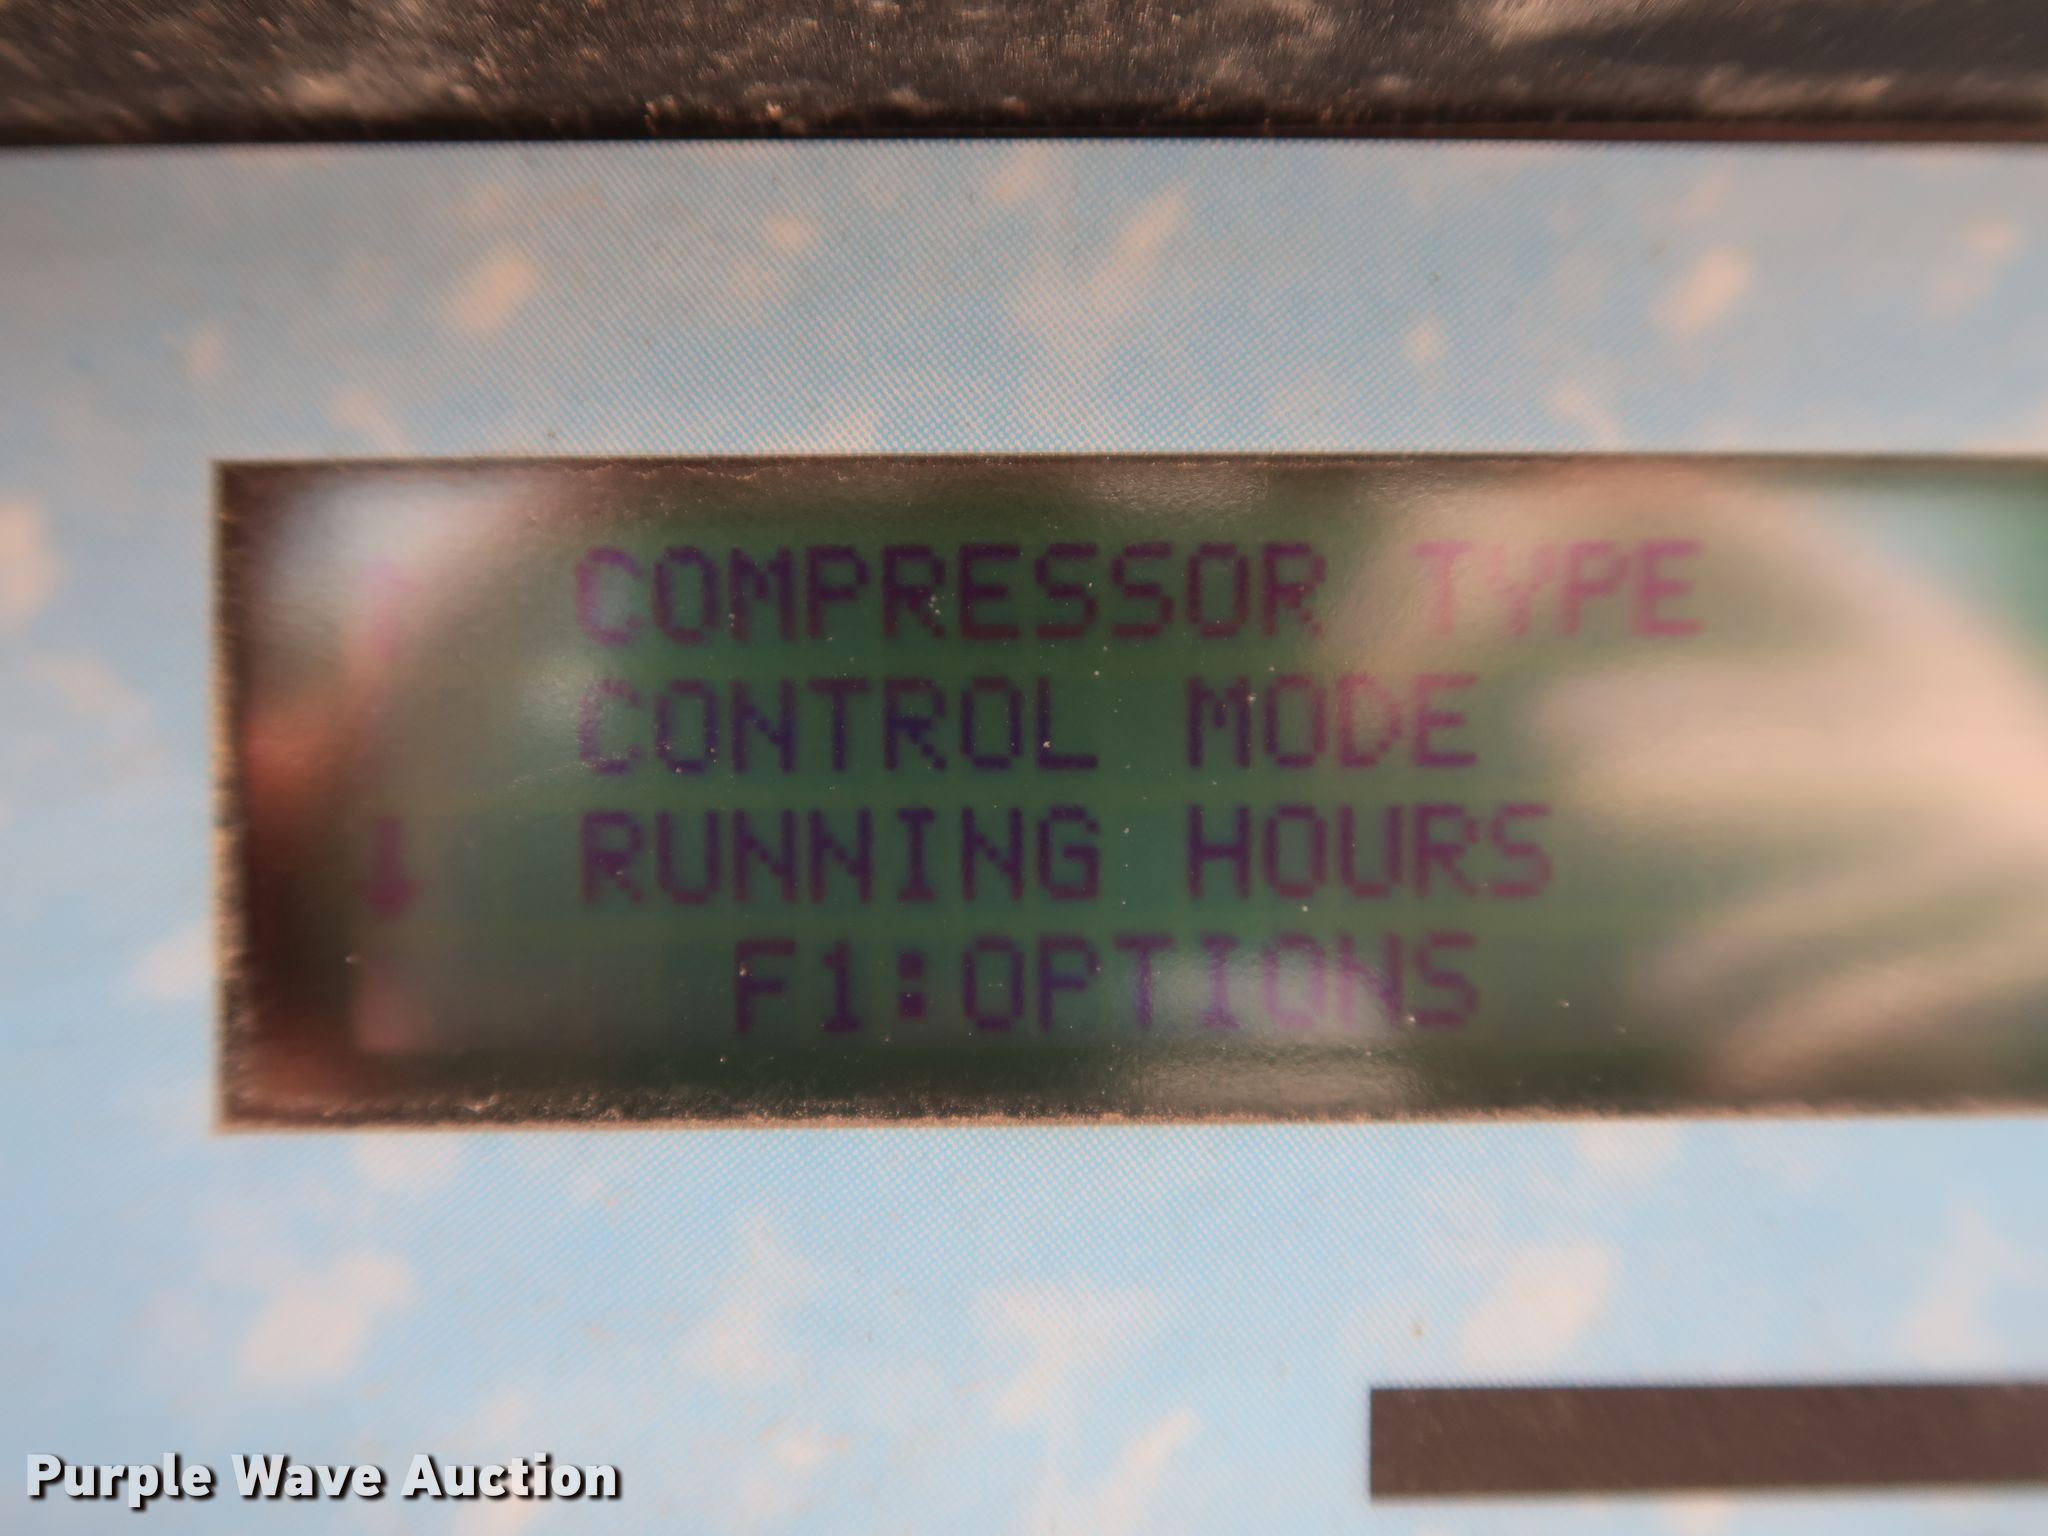 COMPRESSOR TYPE
CONTROL MODE
RUNNING HOURS
F1:OPTIONS
Purple Wave Auction